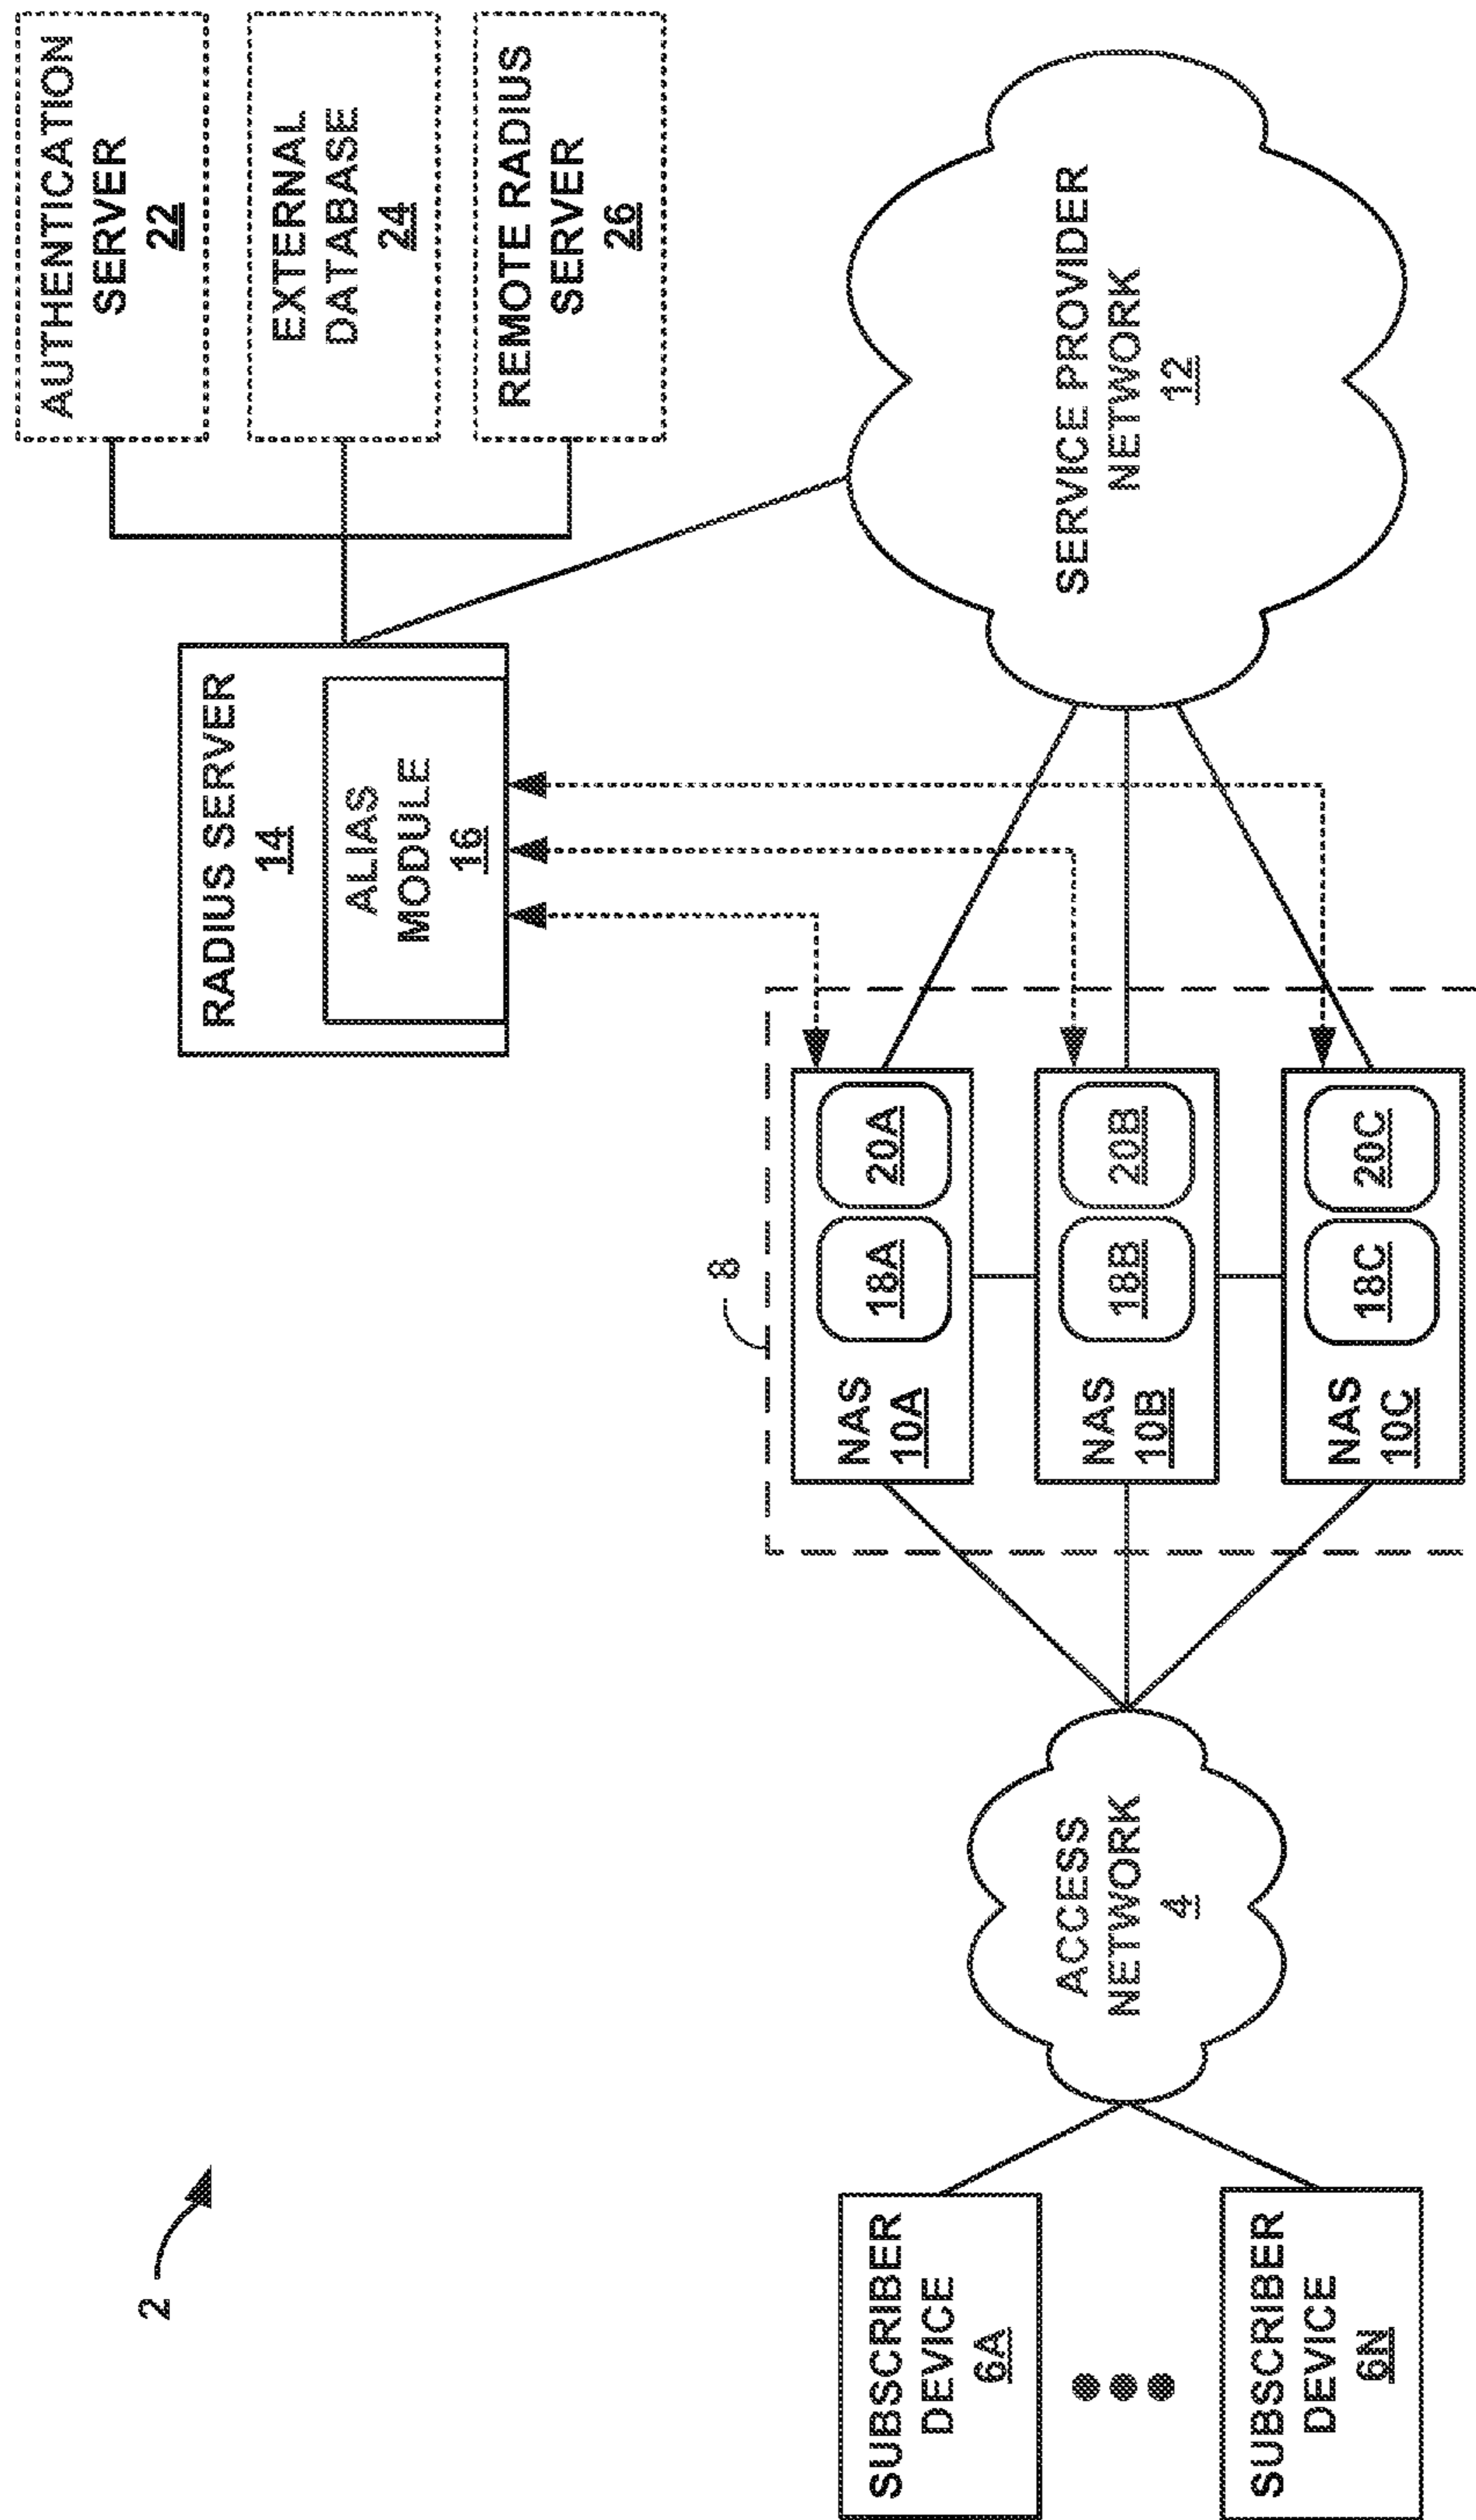 2
AUTHENTICATION
SERVER
22
EXTERNAL
DATABASE
24
REMOTE RADIUS
SERVER
26
RADIUS SERVER
14
ALIAS
MODULE
16
8
SUBSCRIBER
DEVICE
6A
SUBSCRIBER
DEVICE
6N
ACCESS
NETWORK
4
NAS
10A
18A
20A
NAS
10B
18B
20B
NAS
10C
18C
20C
SERVICE PROVIDER
NETWORK
12